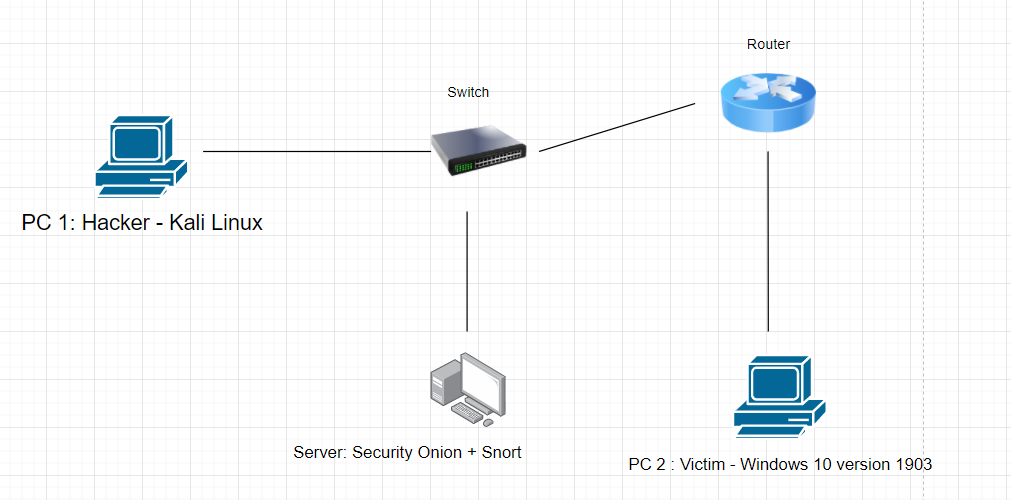 Router
Switch
PC 1: Hacker - Kali Linux
Server: Security Onion + Snort
PC 2 : Victim - Windows 10 version 1903